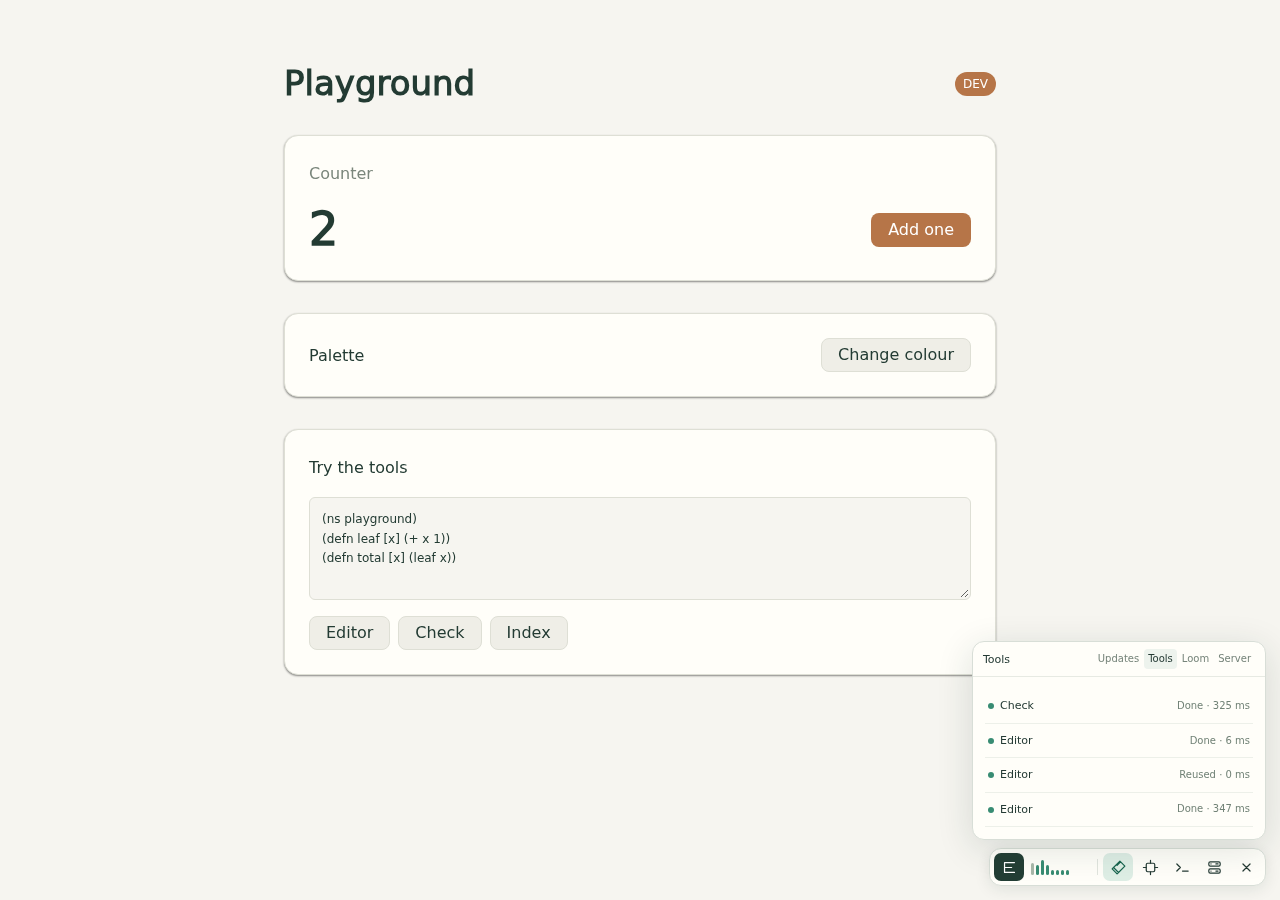 Playground
DEV
Counter
2
Add one
Palette
Change colour
Try the tools
(ns playground)
(defn leaf [x] (+ x 1))
(defn total [x] (leaf x))
Editor Check Index
Tools Updates Tools Loom Server
Check Done · 325 ms
Editor Done · 6 ms
Editor Reused · 0 ms
Editor Done · 347 ms